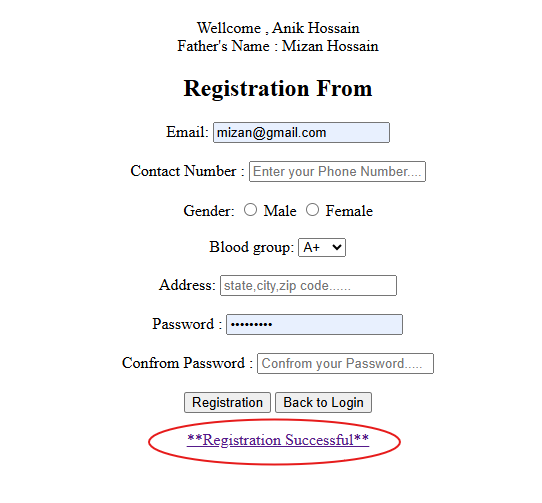 Wellcome , Anik Hossain
Father's Name : Mizan Hossain
Registration From
Email: mizan@gmail.com
Contact Number : Enter your Phone Number....
Gender: Male Female
Blood group: A+
Address: state,city,zip code......
Password : •••••••••
Confrom Password : Confrom your Password.....
Registration Back to Login
**Registration Successful**